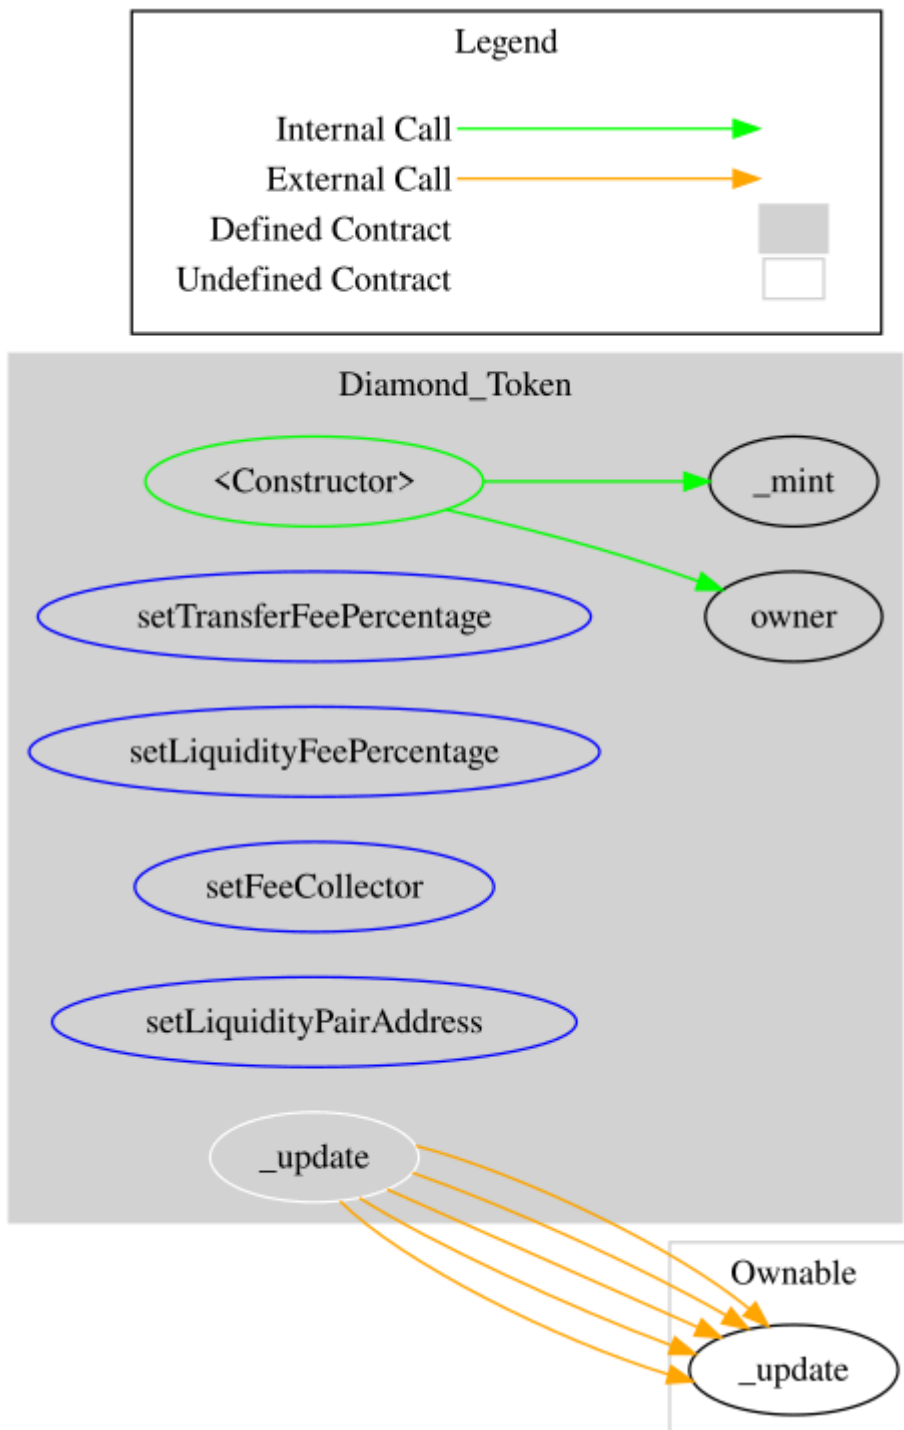 Legend
Internal Call
External Call
Defined Contract
Undefined Contract
Diamond_Token
<Constructor>
_mint
setTransferFeePercentage
owner
setLiquidityFeePercentage
setFeeCollector
setLiquidityPairAddress
_update
Ownable
_update